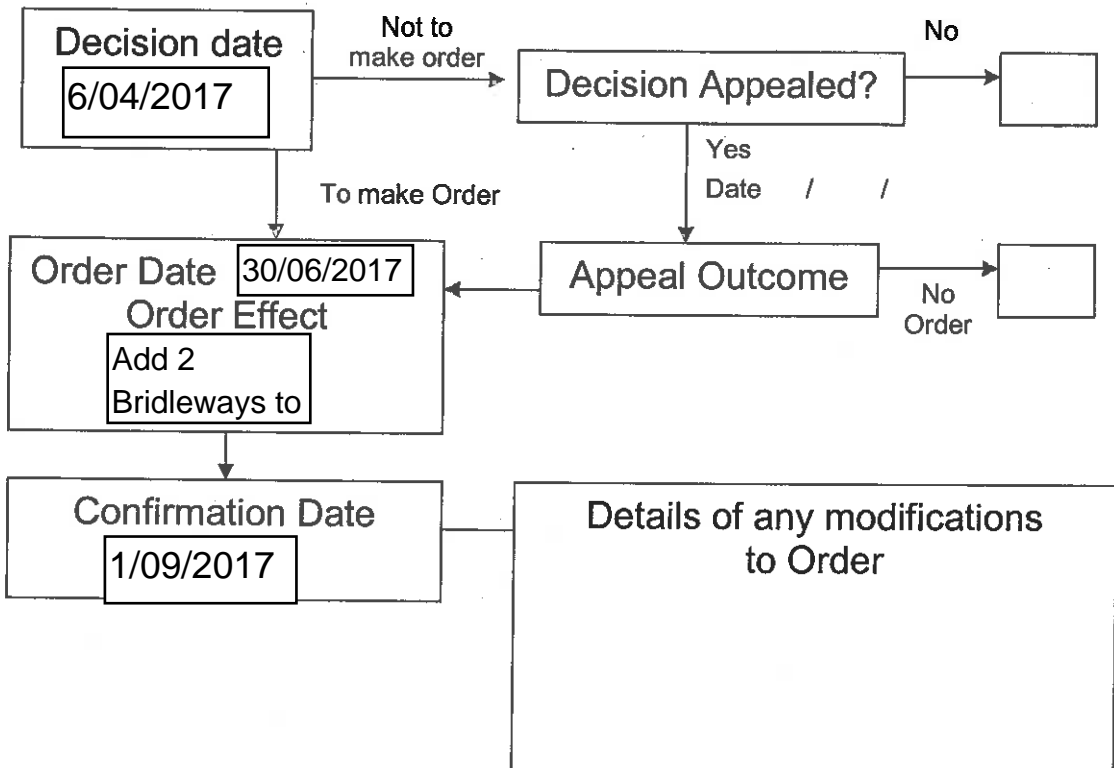 Decision date
6/04/2017
Not to
make order
Decision Appealed?
No
Yes
Date / /
To make Order
Order Date 30/06/2017
Order Effect
Add 2
Bridleways to
Appeal Outcome
No
Order
Confirmation Date
1/09/2017
Details of any modifications
to Order